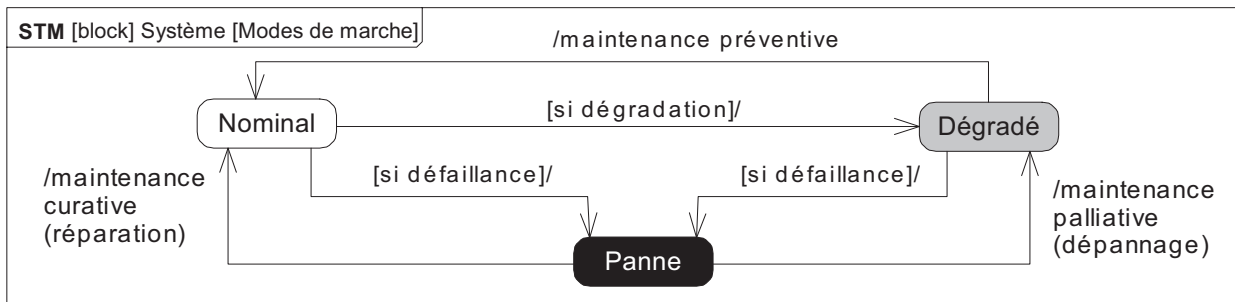 STM [block] Système [Modes de marche]
/maintenance préventive
Nominal
[si dégradation]/
Dégradé
[si défaillance]/
[si défaillance]/
/maintenance
curative
(réparation)
/maintenance
palliative
(dépannage)
Panne